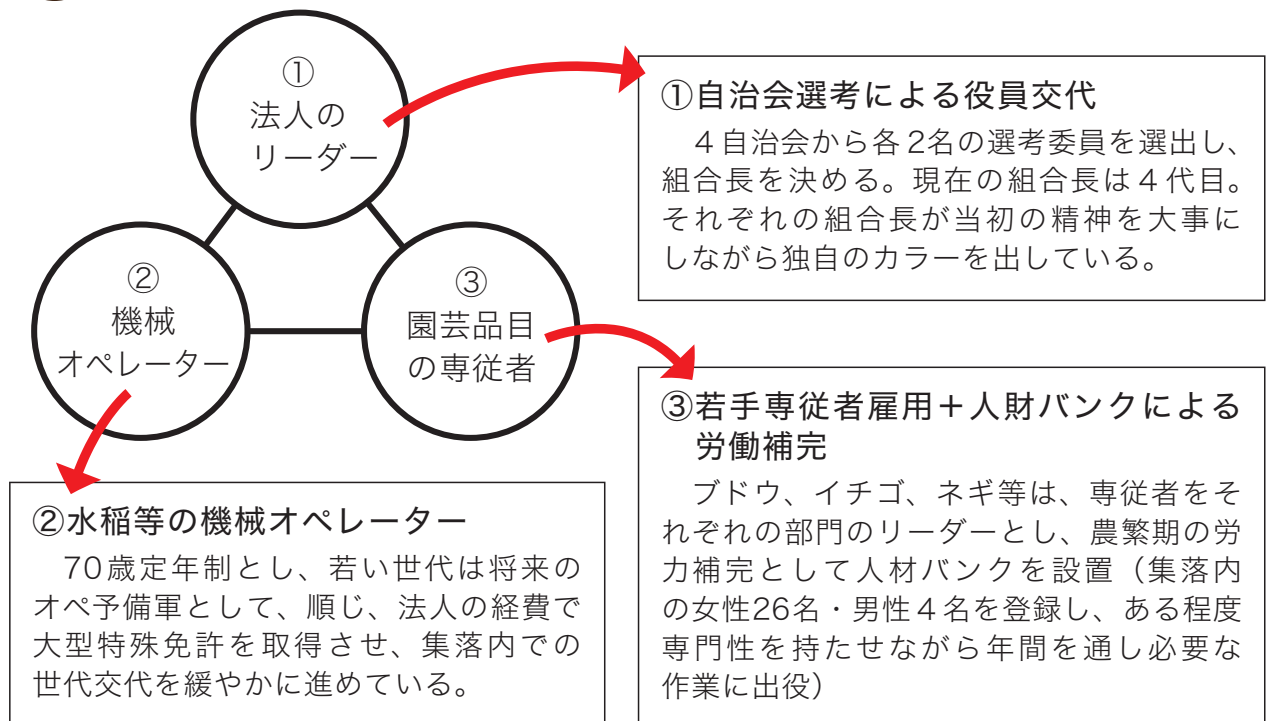 ①
法人の
リーダー
②
機械
オペレーター
③
園芸品目
の専従者
①自治会選考による役員交代
４自治会から各２名の選考委員を選出し、
組合長を決める。現在の組合長は４代目。
それぞれの組合長が当初の精神を大事に
しながら独自のカラーを出している。
②水稲等の機械オペレーター
70歳定年制とし、若い世代は将来の
オペ予備軍として、順じ、法人の経費で
大型特殊免許を取得させ、集落内での
世代交代を緩やかに進めている。
③若手専従者雇用＋人財バンクによる
労働補完
ブドウ、イチゴ、ネギ等は、専従者をそ
れぞれの部門のリーダーとし、農繁期の労
力補完として人材バンクを設置（集落内
の女性26名・男性４名を登録し、ある程度
専門性を持たせながら年間を通し必要な
作業に出役）